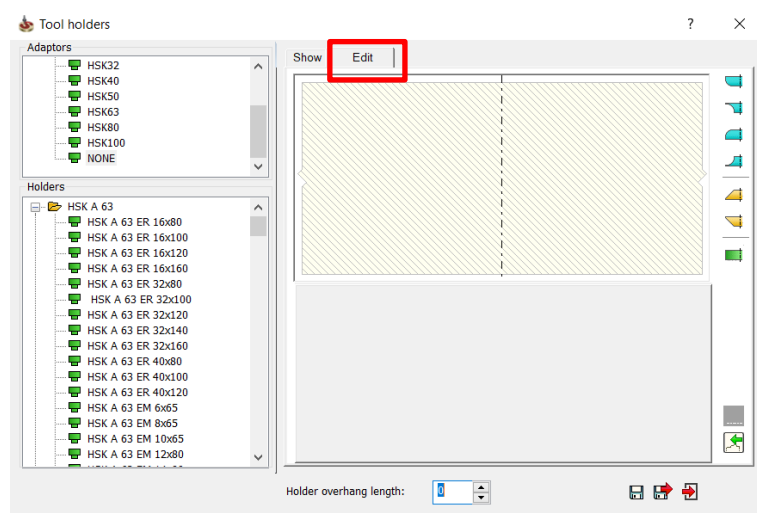 Tool holders
?
Adaptors
HSK32
HSK40
HSK50
HSK63
HSK80
HSK100
NONE
Show
Edit
Holders
HSK A 63
HSK A 63 ER 16x80
HSK A 63 ER 16x100
HSK A 63 ER 16x120
HSK A 63 ER 16x160
HSK A 63 ER 32x80
HSK A 63 ER 32x100
HSK A 63 ER 32x120
HSK A 63 ER 32x140
HSK A 63 ER 32x160
HSK A 63 ER 40x80
HSK A 63 ER 40x100
HSK A 63 ER 40x120
HSK A 63 EM 6x65
HSK A 63 EM 8x65
HSK A 63 EM 10x65
HSK A 63 EM 12x80
Holder overhang length:
0